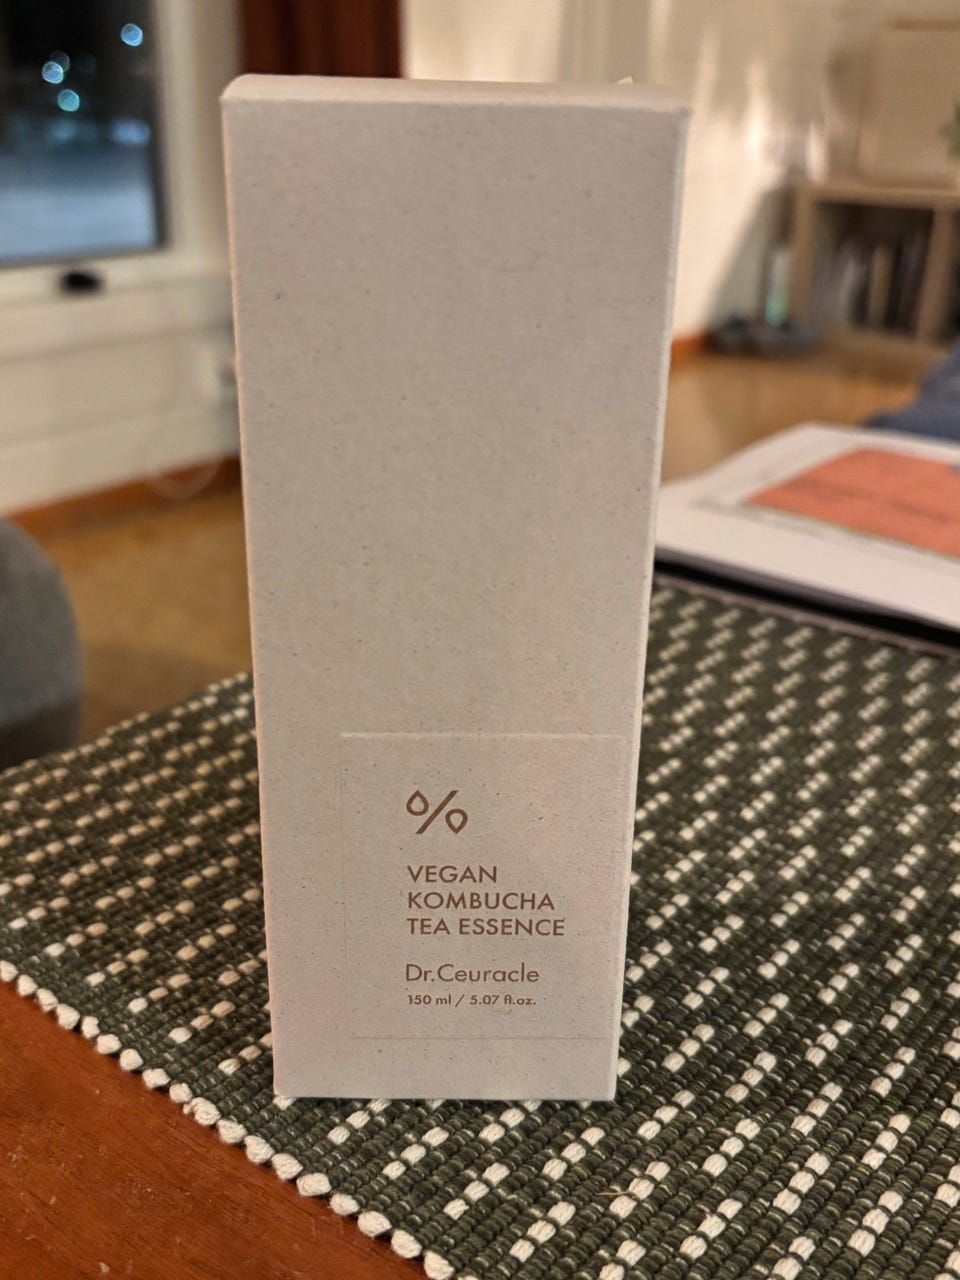 %
VEGAN
KOMBUCHA
TEA ESSENCE
Dr.Ceuracle
150 ml / 5.07 fl.oz.